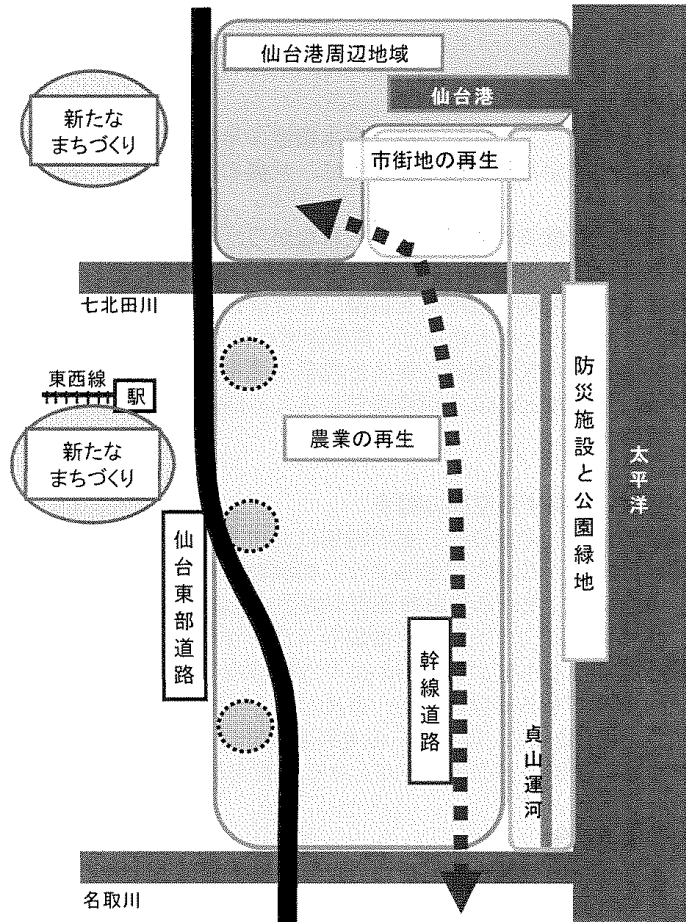 仙台港周辺地域
仙台港
新たな
まちづくり
市街地の再生
七北田川
東西線
駅
新たな
まちづくり
農業の再生
防災施設と公園緑地
太平洋
仙台東部道路
幹線道路
貞山運河
名取川